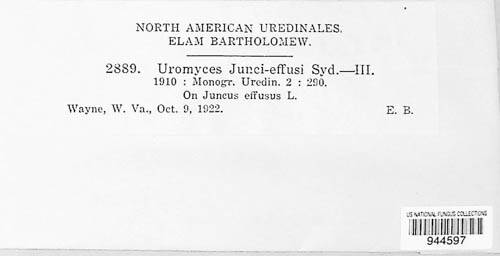 NORTH AMERICAN UREDINALES.
ELAM BARTHOLOMEW.
2889. Uromyces Junci-effusi Syd.—III.
1910 : Monogr. Uredin. 2 : 290.
On Juncus effusus L.
Wayne, W. Va., Oct. 9, 1922. E. B.
US NATIONAL FUNGUS COLLECTIONS
944597